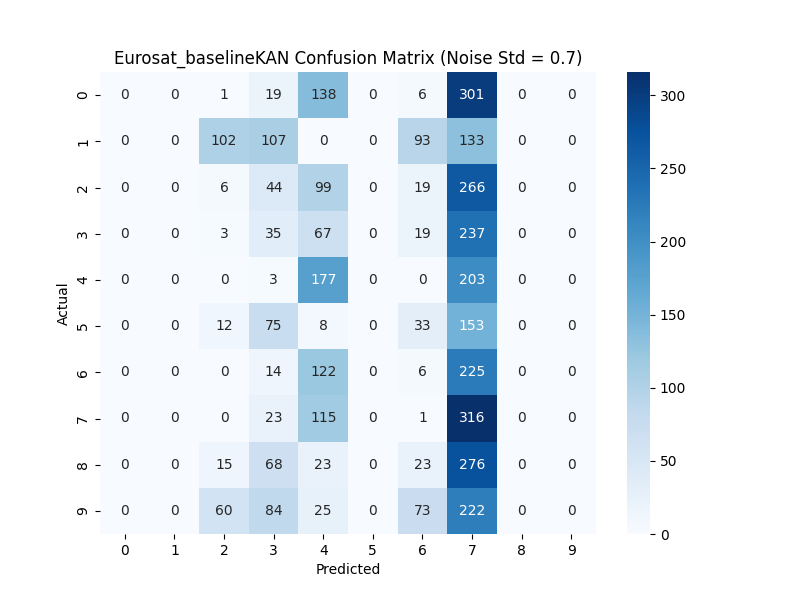 Eurosat_baselineKAN Confusion Matrix (Noise Std = 0.7)
0 0 0 1 19 138 0 6 301 0 0
1 0 0 102 107 0 0 93 133 0 0
2 0 0 6 44 99 0 19 266 0 0
3 0 0 3 35 67 0 19 237 0 0
4 0 0 0 3 177 0 0 203 0 0
5 0 0 12 75 8 0 33 153 0 0
6 0 0 0 14 122 0 6 225 0 0
7 0 0 0 23 115 0 1 316 0 0
8 0 0 15 68 23 0 23 276 0 0
9 0 0 60 84 25 0 73 222 0 0
0 1 2 3 4 5 6 7 8 9
Predicted
Actual
300
250
200
150
100
50
0